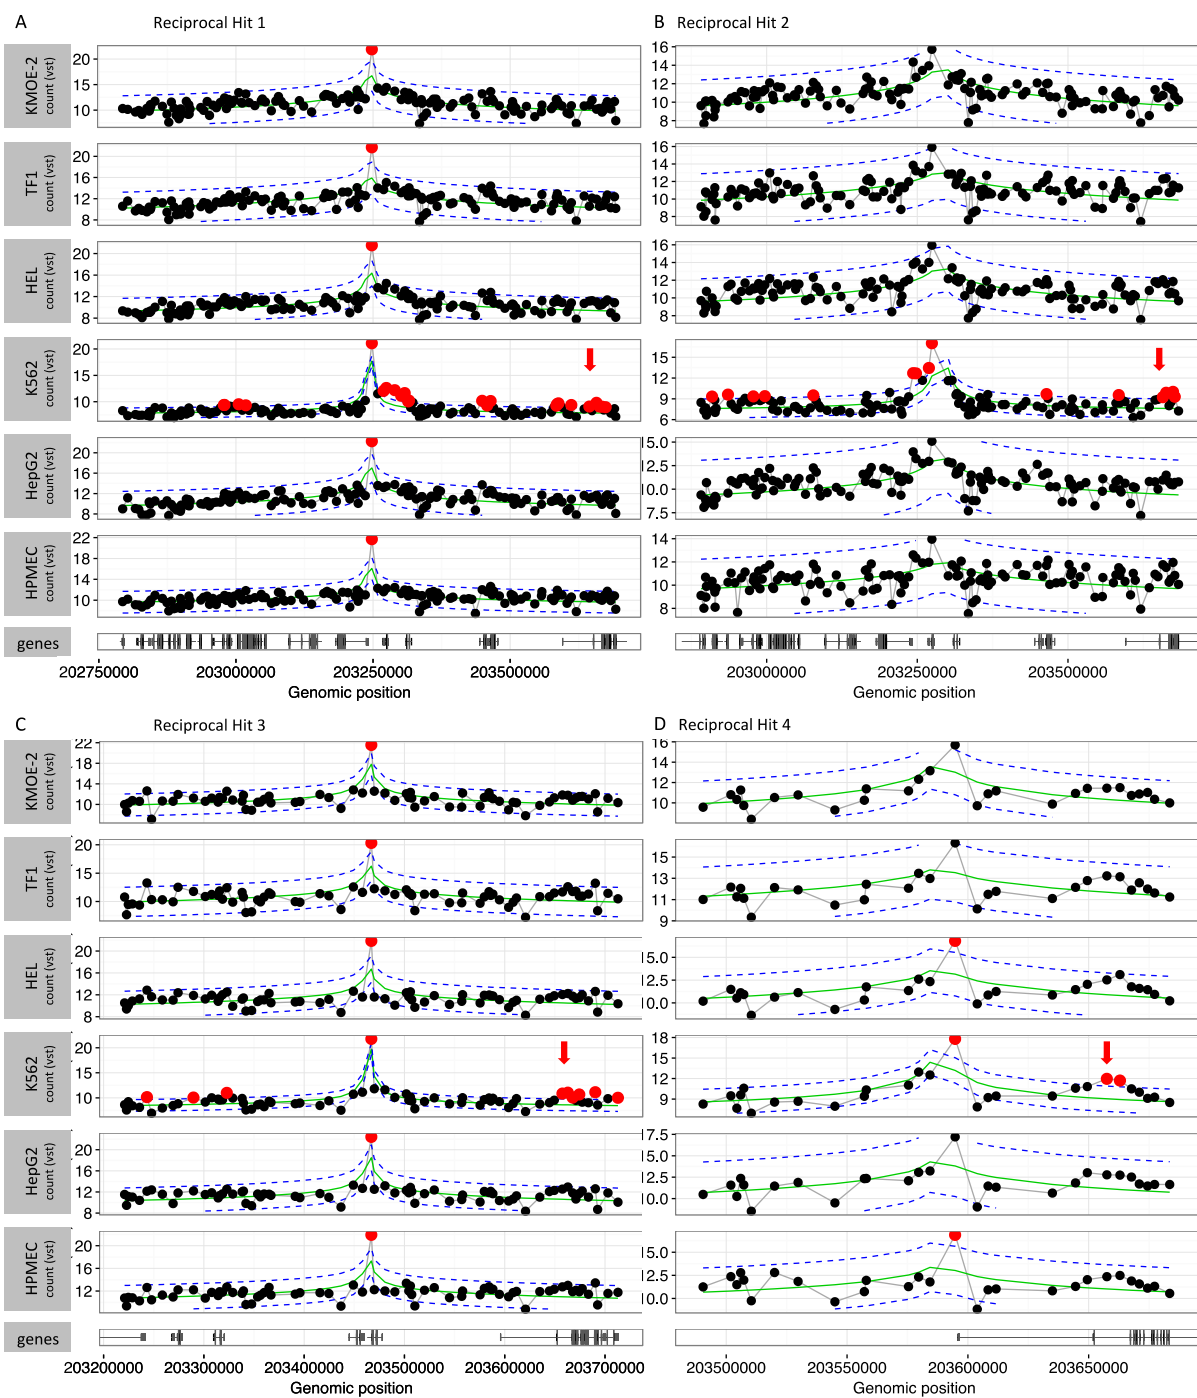 A Reciprocal Hit 1
KMOE-2
count (vst)
20
15
10
TF1
count (vst)
20
16
12
8
HEL
count (vst)
20
16
12
8
K562
count (vst)
20
15
10
HepG2
count (vst)
20
16
12
8
HPMEC
count (vst)
22
18
14
10
genes
202750000 203000000 203250000 203500000
Genomic position
B Reciprocal Hit 2
16
14
12
10
8
16
14
12
10
8
16
14
12
10
8
15
12
9
6
15.0
12.5
10.0
7.5
14
12
10
8
203000000 203250000 203500000
Genomic position
C Reciprocal Hit 3
KMOE-2
count (vst)
22
18
14
10
TF1
count (vst)
20
15
10
HEL
count (vst)
20
16
12
8
K562
count (vst)
20
15
10
HepG2
count (vst)
20
16
12
8
HPMEC
count (vst)
20
16
12
genes
203200000 203300000 203400000 203500000 203600000 203700000
Genomic position
D Reciprocal Hit 4
16
14
12
10
15
13
11
9
15.0
12.5
10.0
18
15
12
9
17.5
15.0
12.5
10.0
15.0
12.5
10.0
203500000 203550000 203600000 203650000
Genomic position